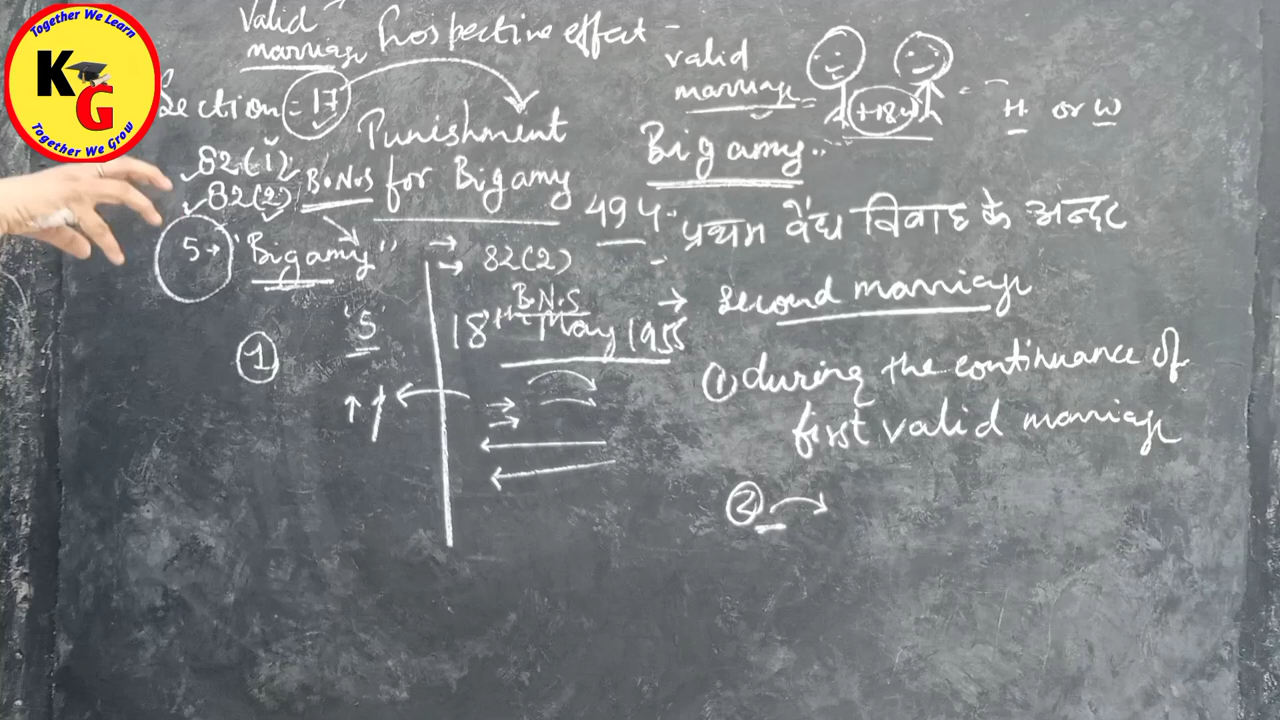 Together We Learn
KG
Together We Grow
Valid marriage
Prospective effect
Section - 17
Punishment for Bigamy
82(1)
82(2) B.N.S
5 → "Bigamy"
→ 82(2)
B.N.S
18th May 1955
'5'
1
valid marriage =
H or W
Bigamy
494
प्रथम वैध विवाह के अन्दर
→ second marriage
① during the continuance of
first valid marriage
②